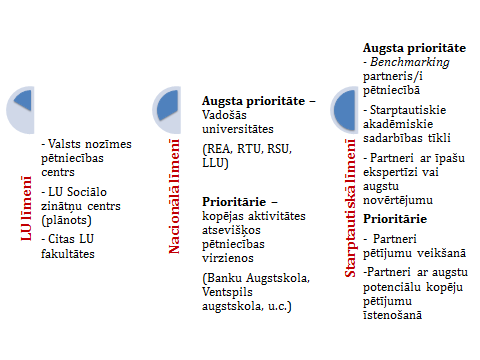 LU līmenī
- Valsts nozīmes
pētniecības
centrs
- LU Sociālo
zinātņu centrs
(plānots)
- Citas LU
fakultātes
Nacionālā līmenī
Augsta prioritāte –
Vadošās
universitātes
(REA, RTU, RSU,
LLU)
Prioritārie –
kopējas aktivitātes
atsevišķos
pētniecības
virzienos
(Banku Augstskola,
Ventspils
augstskola, u.c.)
Starptautiskā līmenī
Augsta prioritāte
- Benchmarking
partneris/i
pētniecībā
- Starptautiskie
akadēmiskie
sadarbības tīkli
- Partneri ar īpašu
ekspertīzi vai
augstu
novērtējumu
Prioritārie
- Partneri
pētījumu veikšanā
-Partneri ar augstu
potenciālu kopēju
pētījumu
īstenošanā